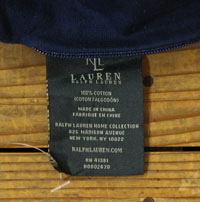 RL
LAUREN
RALPH LAUREN
100% COTTON
(COTON/ALGODÓN)
MADE IN CHINA
FABRIQUÉ EN CHINE
RALPH LAUREN HOME COLLECTION
625 MADISON AVENUE
NEW YORK, NY 10022
RALPHLAUREN.COM
RN 41381